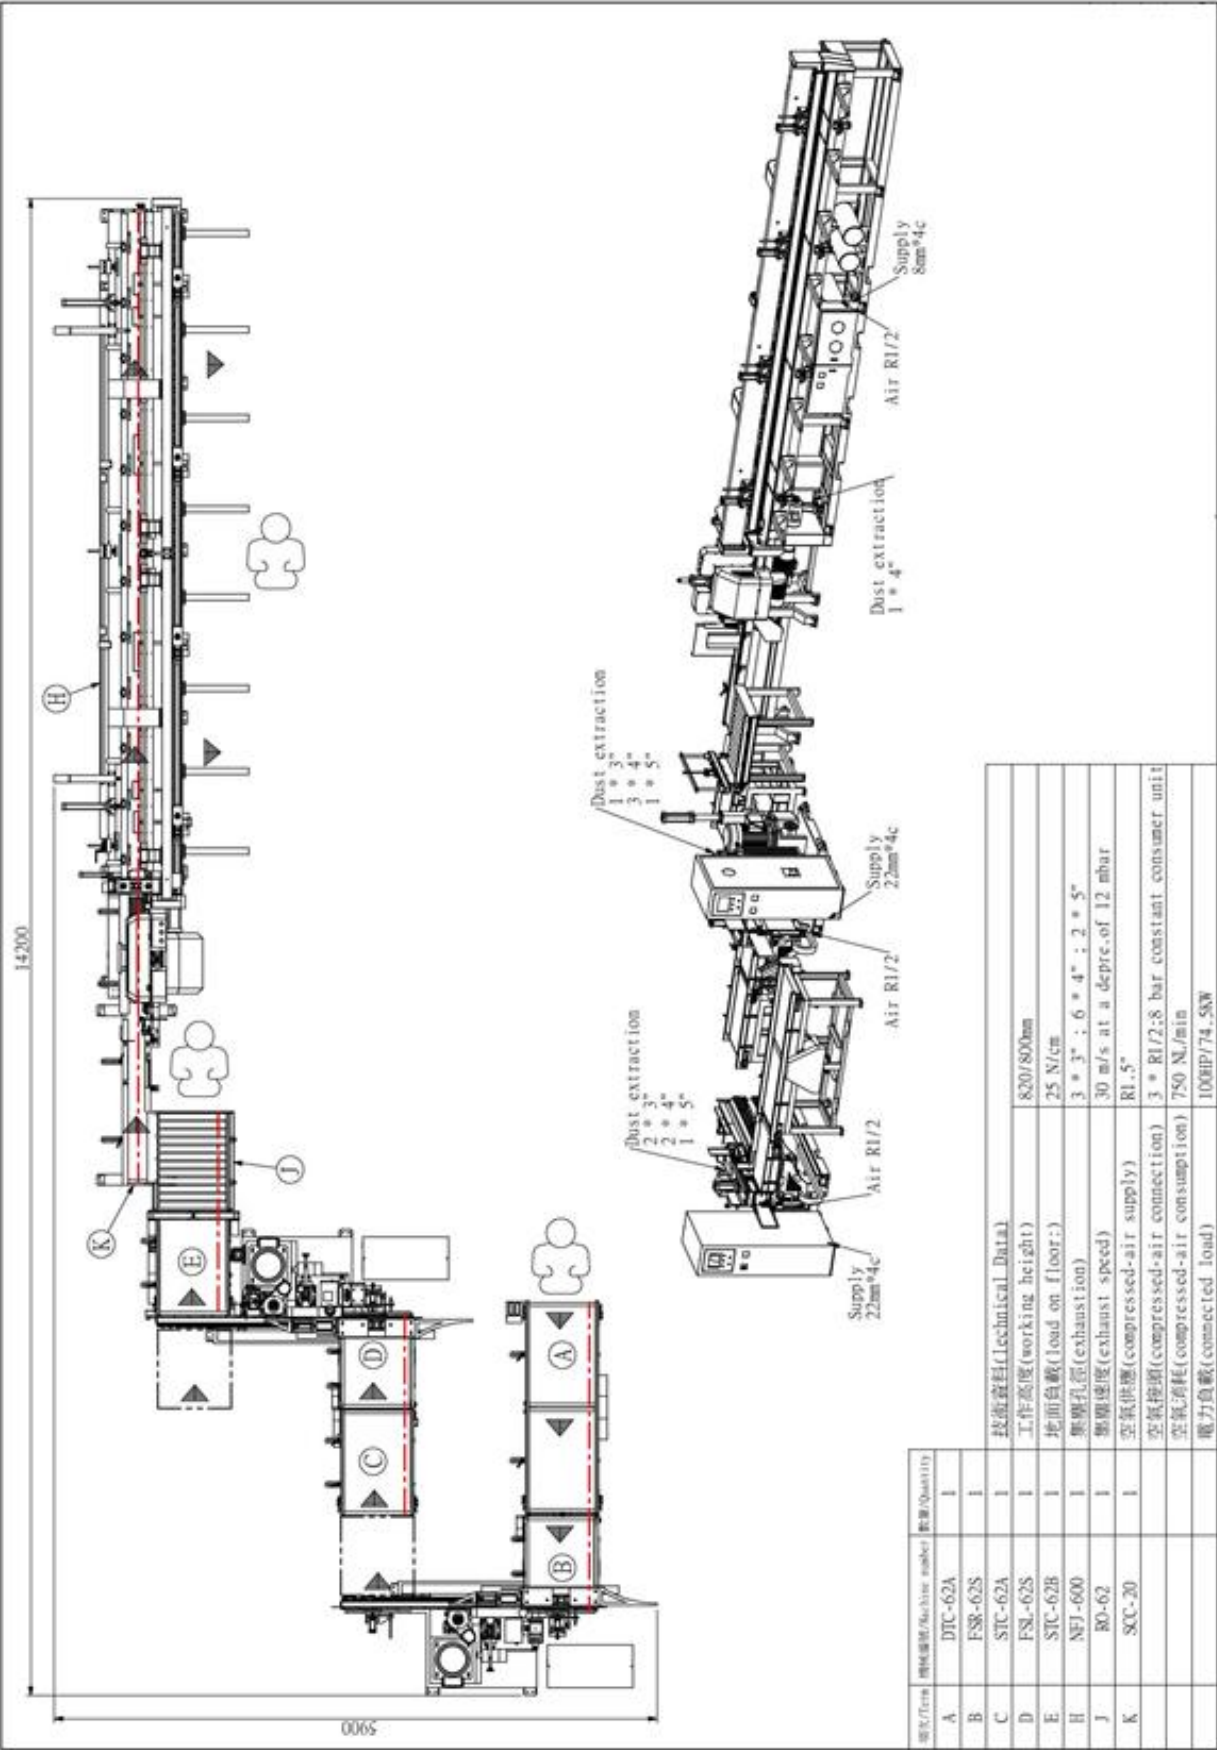 14200
5900
H
K
J
E
D
C
A
B
Dust extraction
1 * 3"
3 * 4"
1 * 5"
Dust extraction
2 * 3"
2 * 4"
1 * 5"
Dust extraction
1 * 4"
Supply
8mm*4c
Air R1/2
Supply
22mm*4c
Air R1/2
Air R1/2
Supply
22mm*4c
項次/Term 機械編號/Machine number 數量/Quantity
A DTC-62A 1
B FSR-62S 1
C STC-62A 1
D FSL-62S 1
E STC-62B 1
H NFJ-600 1
J RO-62 1
K SCC-20 1
技術資料(Technical Data)
工作高度(working height) 820/800mm
地面負載(load on floor:) 25 N/cm
集塵孔徑(exhaustion) 3 * 3" ; 6 * 4" ; 2 * 5"
集塵速度(exhaust speed) 30 m/s at a depre.of 12 mbar
空氣供應(compressed-air supply) R1.5"
空氣接頭(compressed-air connection) 3 * R1/2;8 bar constant consumer unit
空氣消耗(compressed-air consumption) 750 NL/min
電力負載(connected load) 100HP/74.5KW